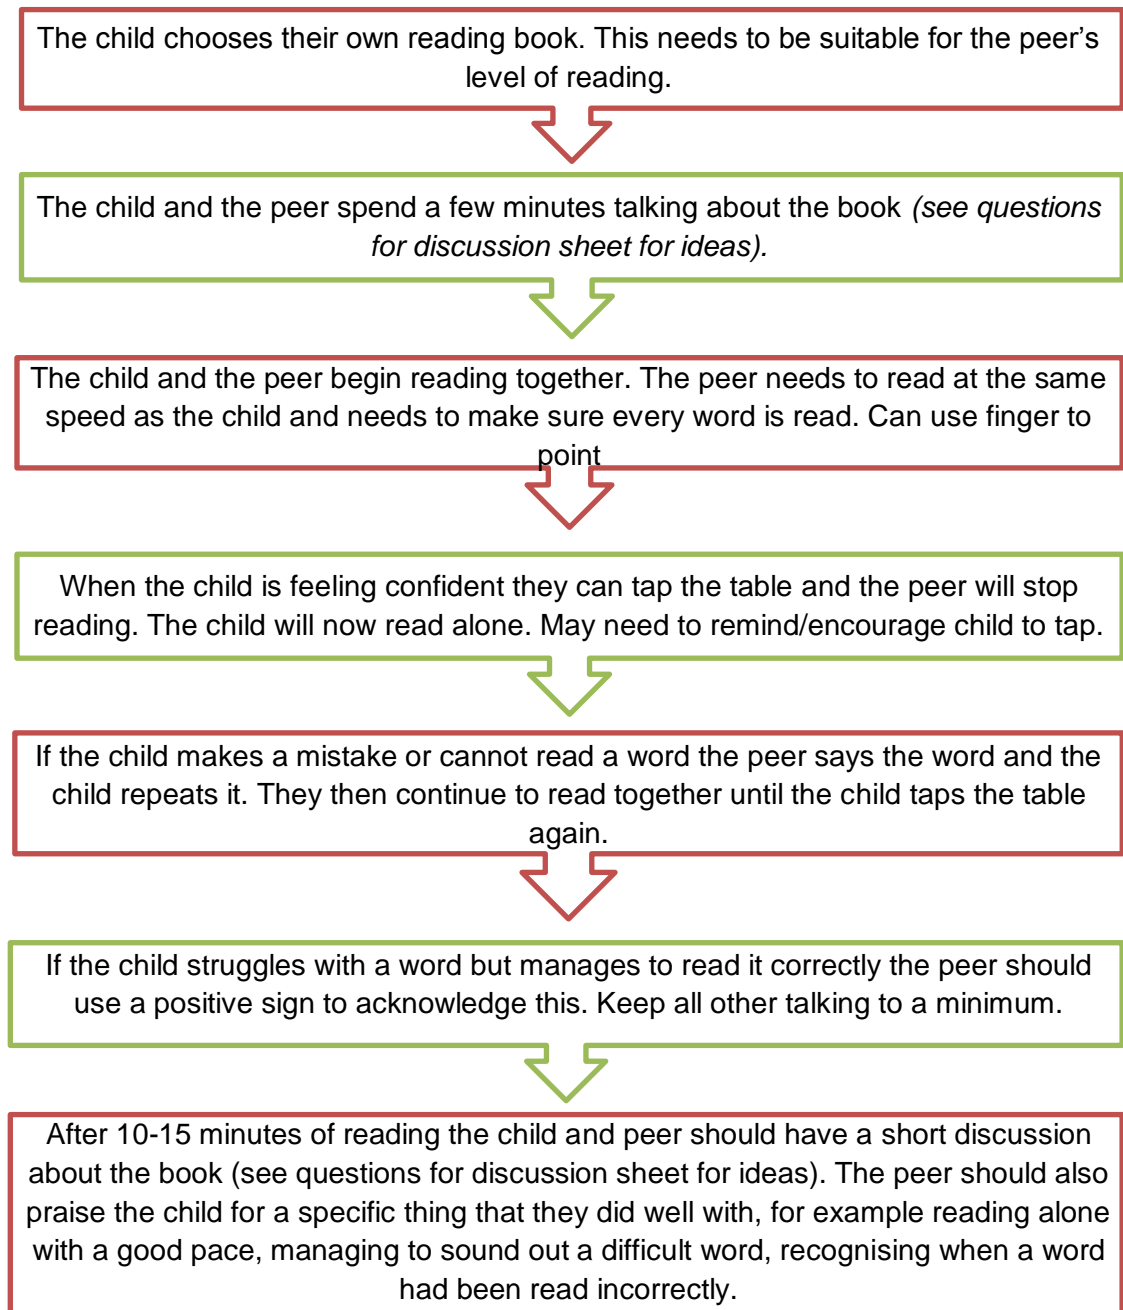 The child chooses their own reading book. This needs to be suitable for the peer’s
level of reading.
The child and the peer spend a few minutes talking about the book (see questions
for discussion sheet for ideas).
The child and the peer begin reading together. The peer needs to read at the same
speed as the child and needs to make sure every word is read. Can use finger to
point
When the child is feeling confident they can tap the table and the peer will stop
reading. The child will now read alone. May need to remind/encourage child to tap.
If the child makes a mistake or cannot read a word the peer says the word and the
child repeats it. They then continue to read together until the child taps the table
again.
If the child struggles with a word but manages to read it correctly the peer should
use a positive sign to acknowledge this. Keep all other talking to a minimum.
After 10-15 minutes of reading the child and peer should have a short discussion
about the book (see questions for discussion sheet for ideas). The peer should also
praise the child for a specific thing that they did well with, for example reading alone
with a good pace, managing to sound out a difficult word, recognising when a word
had been read incorrectly.